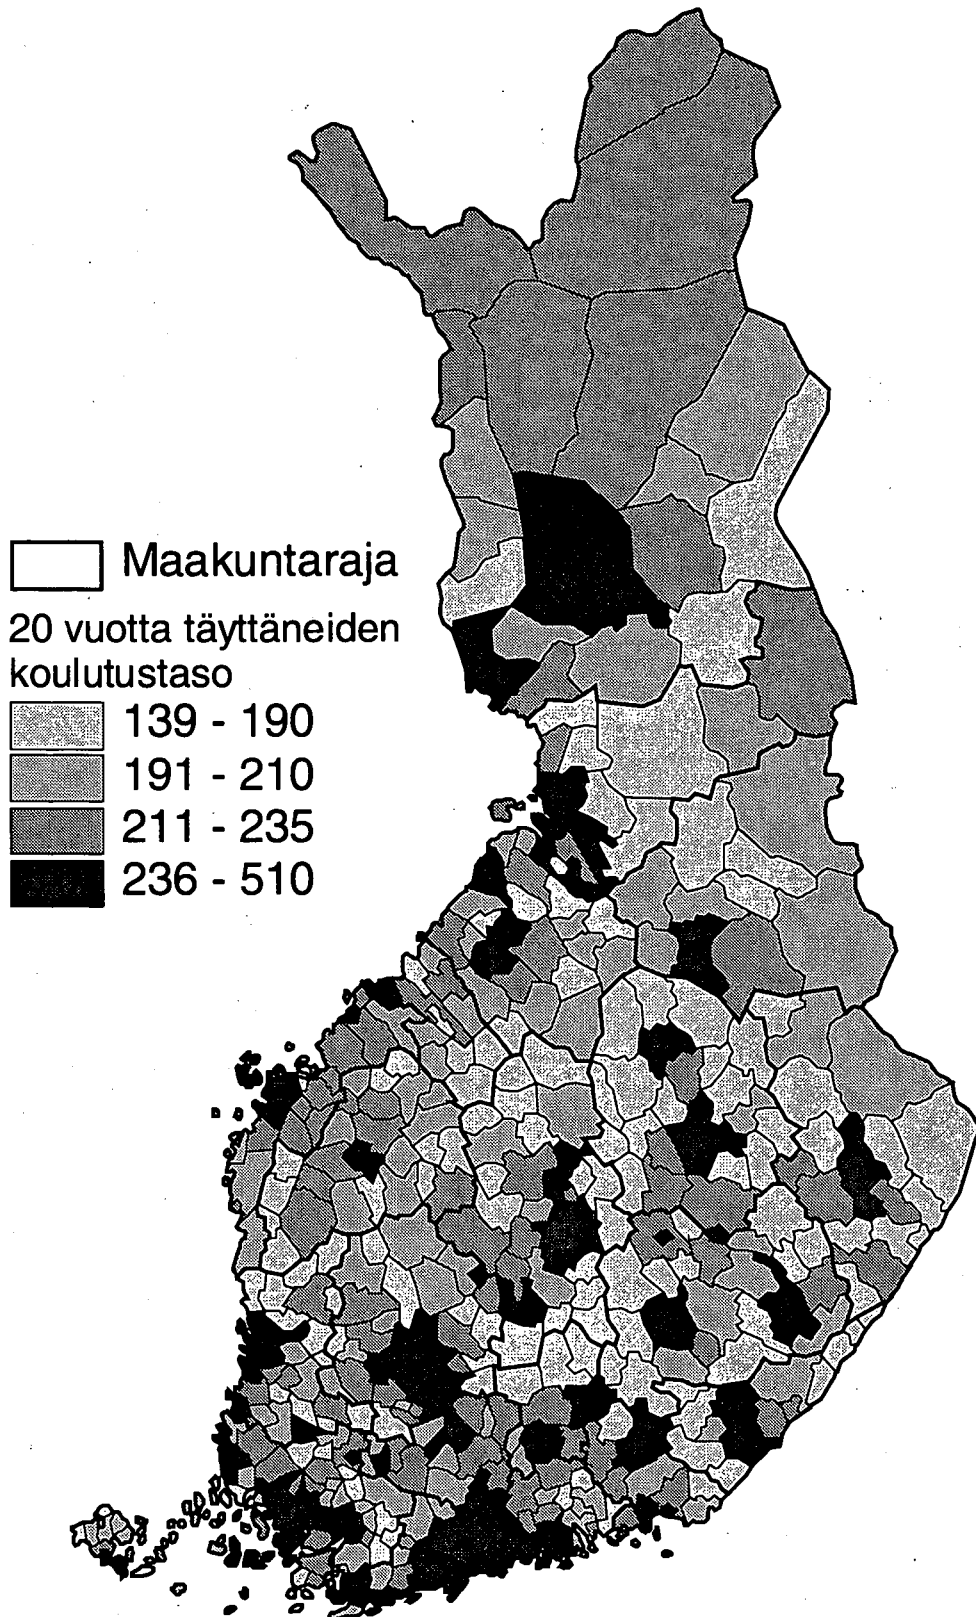 Maakuntaraja
20 vuotta täyttäneiden
koulutustaso
139 - 190
191 - 210
211 - 235
236 - 510